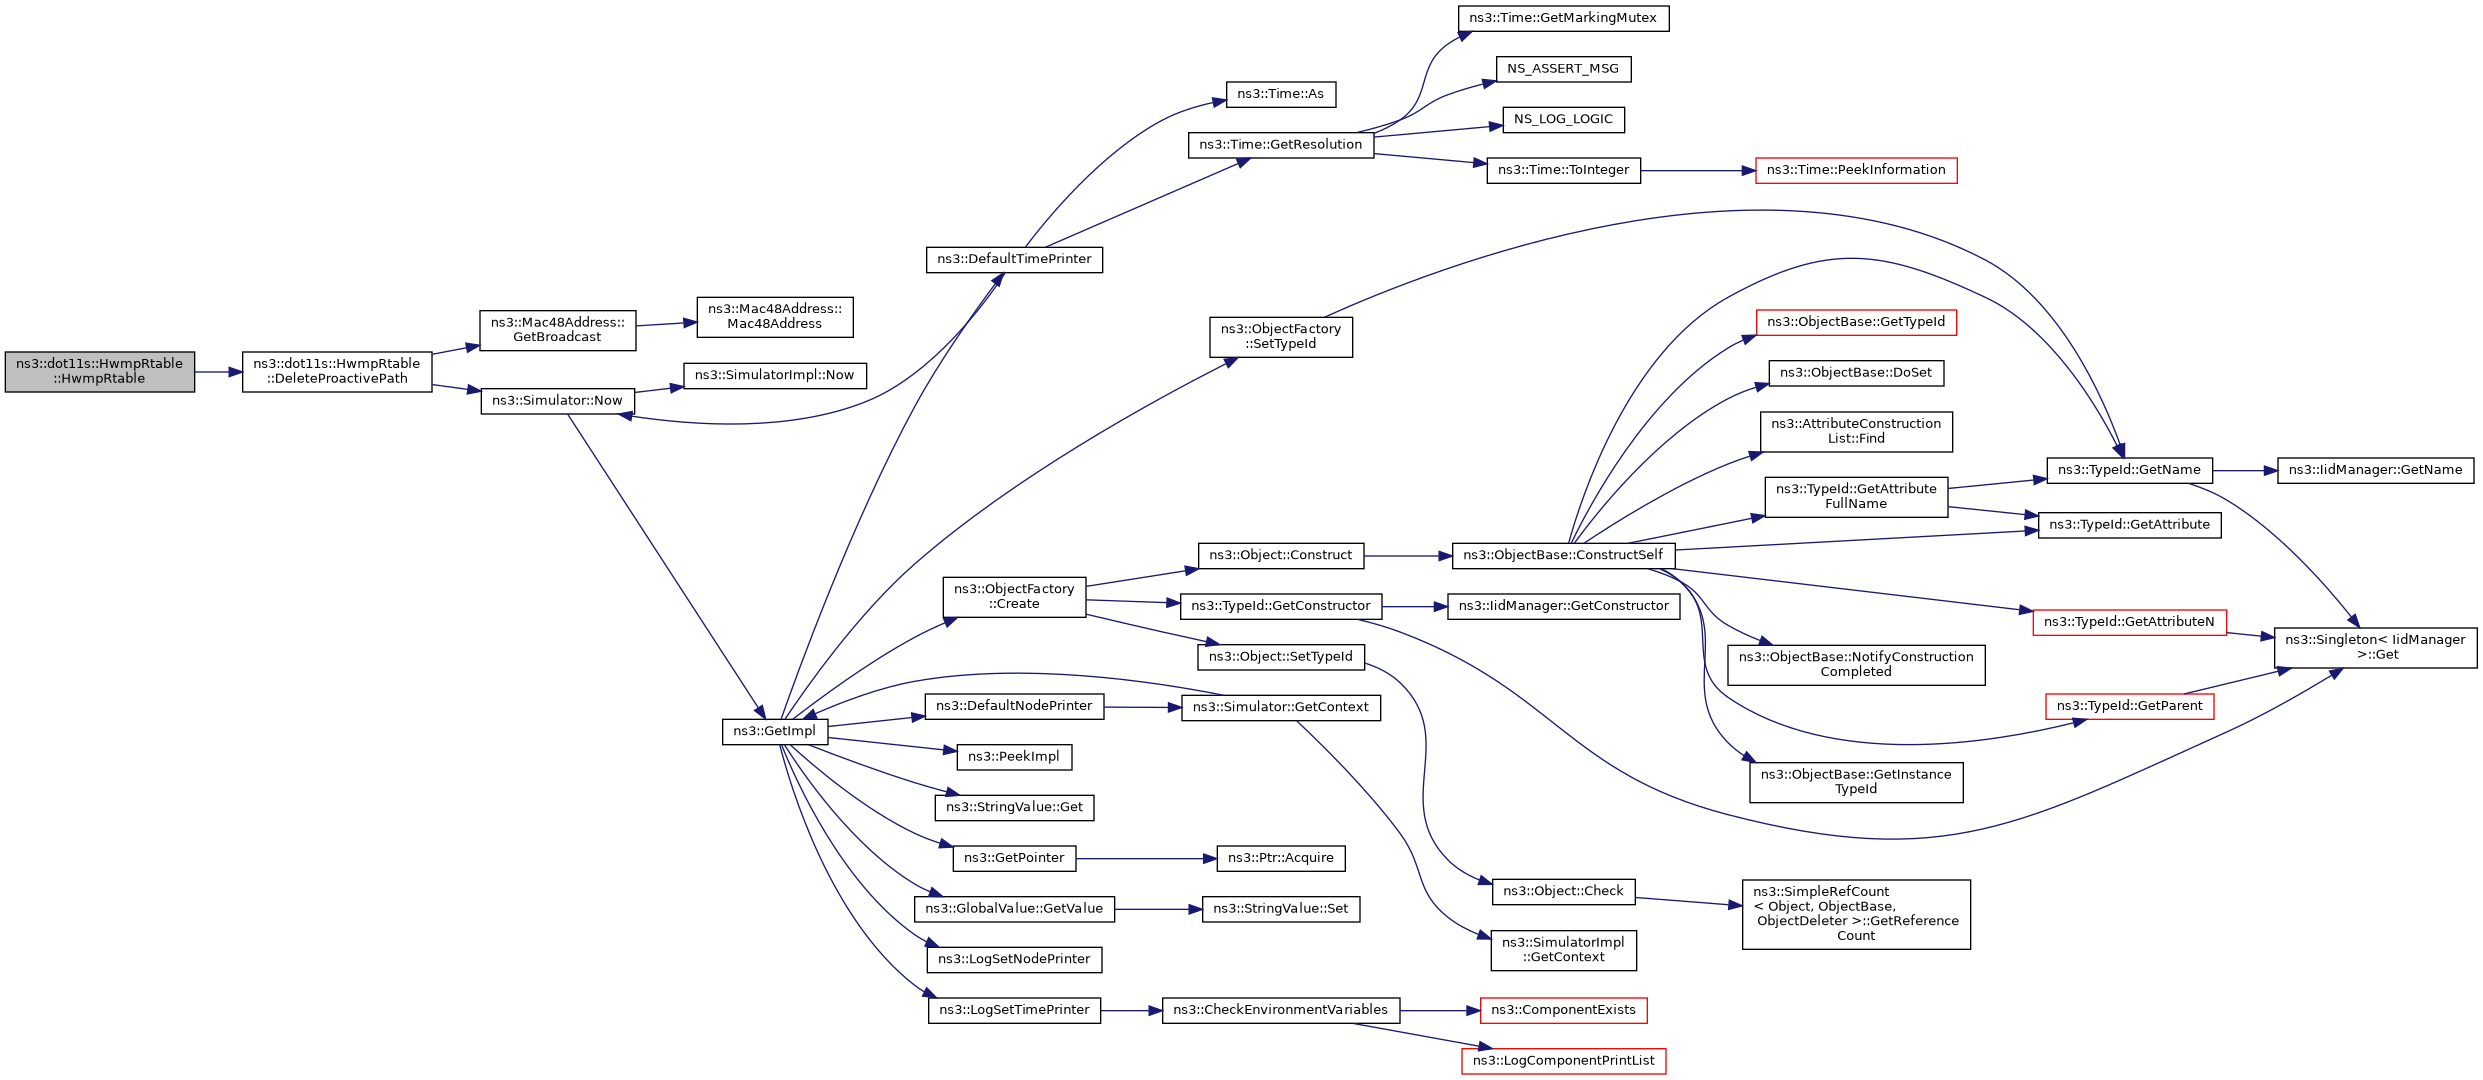 ns3::dot11s::HwmpRtable
::HwmpRtable
ns3::dot11s::HwmpRtable
::DeleteProactivePath
ns3::Mac48Address::
GetBroadcast
ns3::Mac48Address::
Mac48Address
ns3::Simulator::Now
ns3::SimulatorImpl::Now
ns3::GetImpl
ns3::DefaultTimePrinter
ns3::Time::As
ns3::Time::GetResolution
ns3::Time::GetMarkingMutex
NS_ASSERT_MSG
NS_LOG_LOGIC
ns3::Time::ToInteger
ns3::Time::PeekInformation
ns3::ObjectFactory
::SetTypeId
ns3::ObjectFactory
::Create
ns3::Object::Construct
ns3::TypeId::GetConstructor
ns3::Object::SetTypeId
ns3::ObjectBase::ConstructSelf
ns3::IidManager::GetConstructor
ns3::ObjectBase::GetTypeId
ns3::ObjectBase::DoSet
ns3::AttributeConstruction
List::Find
ns3::TypeId::GetAttribute
FullName
ns3::TypeId::GetName
ns3::IidManager::GetName
ns3::TypeId::GetAttribute
ns3::TypeId::GetAttributeN
ns3::Singleton< IidManager
>::Get
ns3::ObjectBase::NotifyConstruction
Completed
ns3::TypeId::GetParent
ns3::ObjectBase::GetInstance
TypeId
ns3::DefaultNodePrinter
ns3::Simulator::GetContext
ns3::PeekImpl
ns3::StringValue::Get
ns3::GetPointer
ns3::Ptr::Acquire
ns3::GlobalValue::GetValue
ns3::StringValue::Set
ns3::Object::Check
ns3::SimpleRefCount
< Object, ObjectBase,
ObjectDeleter >::GetReference
Count
ns3::SimulatorImpl
::GetContext
ns3::LogSetNodePrinter
ns3::LogSetTimePrinter
ns3::CheckEnvironmentVariables
ns3::ComponentExists
ns3::LogComponentPrintList